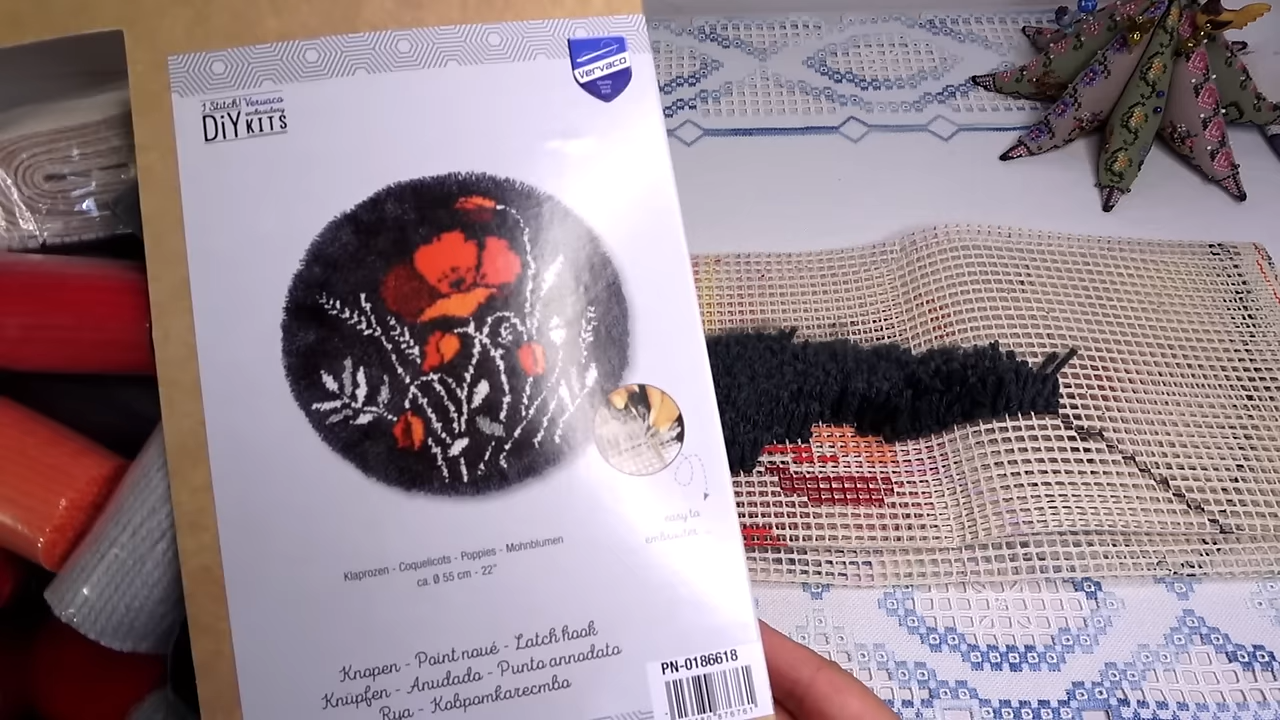 Vervaco
1 Stitch! Vervaco
embroidery
DiY KITS
easy to
embroider ...
Klaprozen - Coquelicots - Poppies - Mohnblumen
ca. Ø 55 cm - 22"
Knopen - Point noué - Latch hook
Knüpfen - Anudado - Punto annodato
Rya - Ковроткачество
PN-0186618